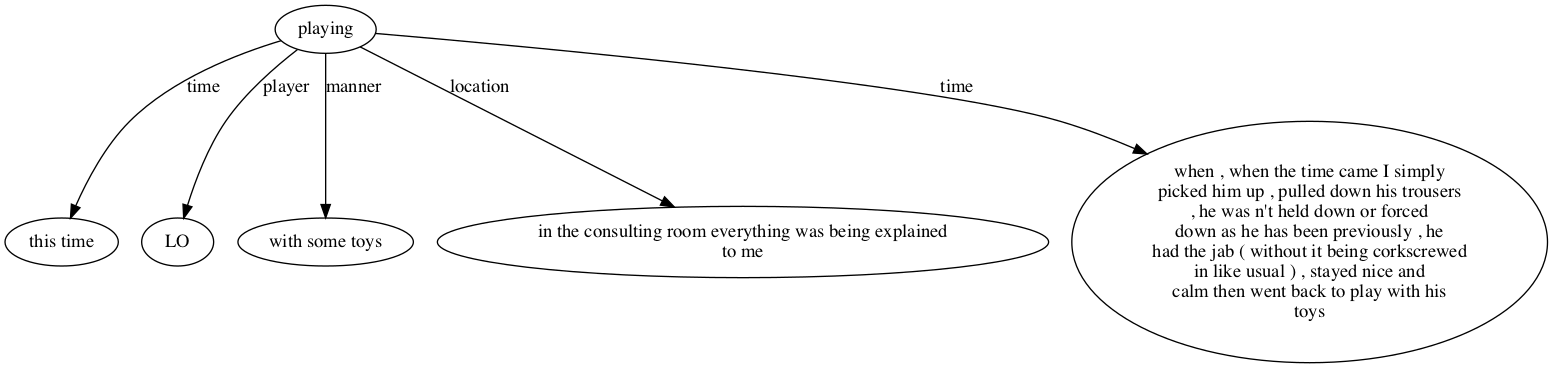 playing
time
player
manner
location
time
this time
LO
with some toys
in the consulting room everything was being explained
to me
when , when the time came I simply
picked him up , pulled down his trousers
, he was n't held down or forced
down as he has been previously , he
had the jab ( without it being corkscrewed
in like usual ) , stayed nice and
calm then went back to play with his
toys